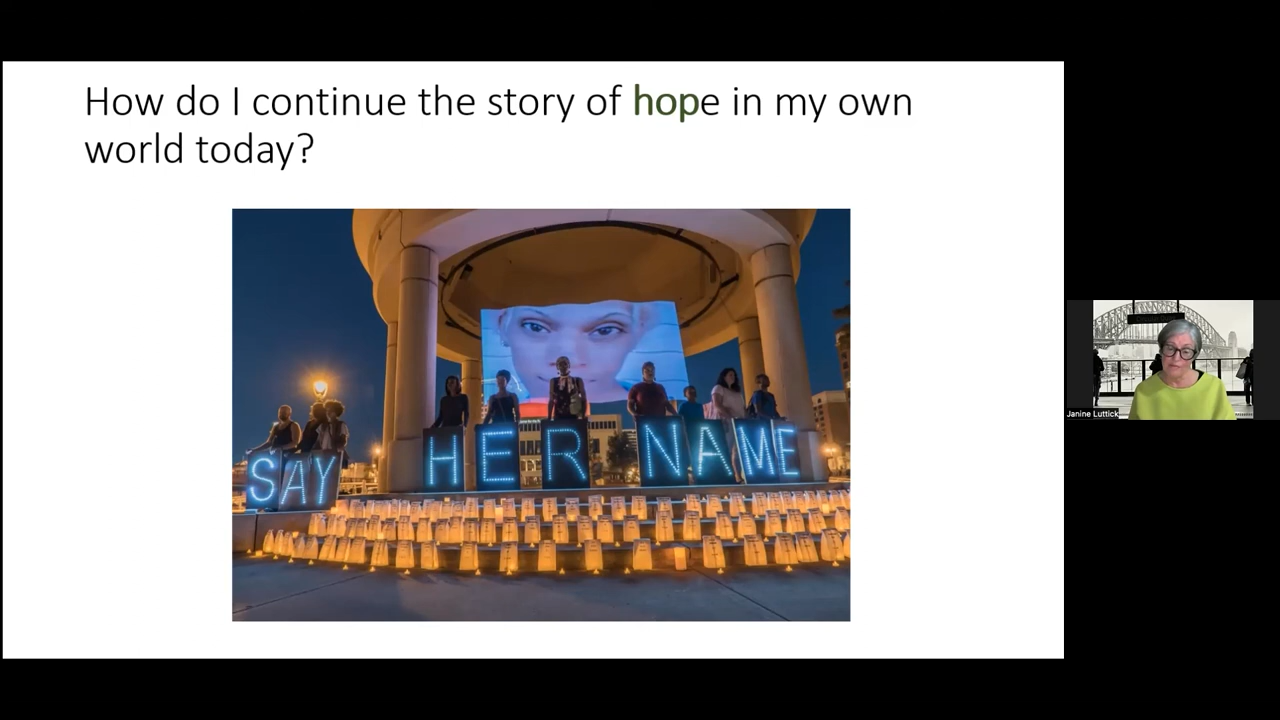 How do I continue the story of hope in my own
world today?
SAY HER NAME
Janine Luttick